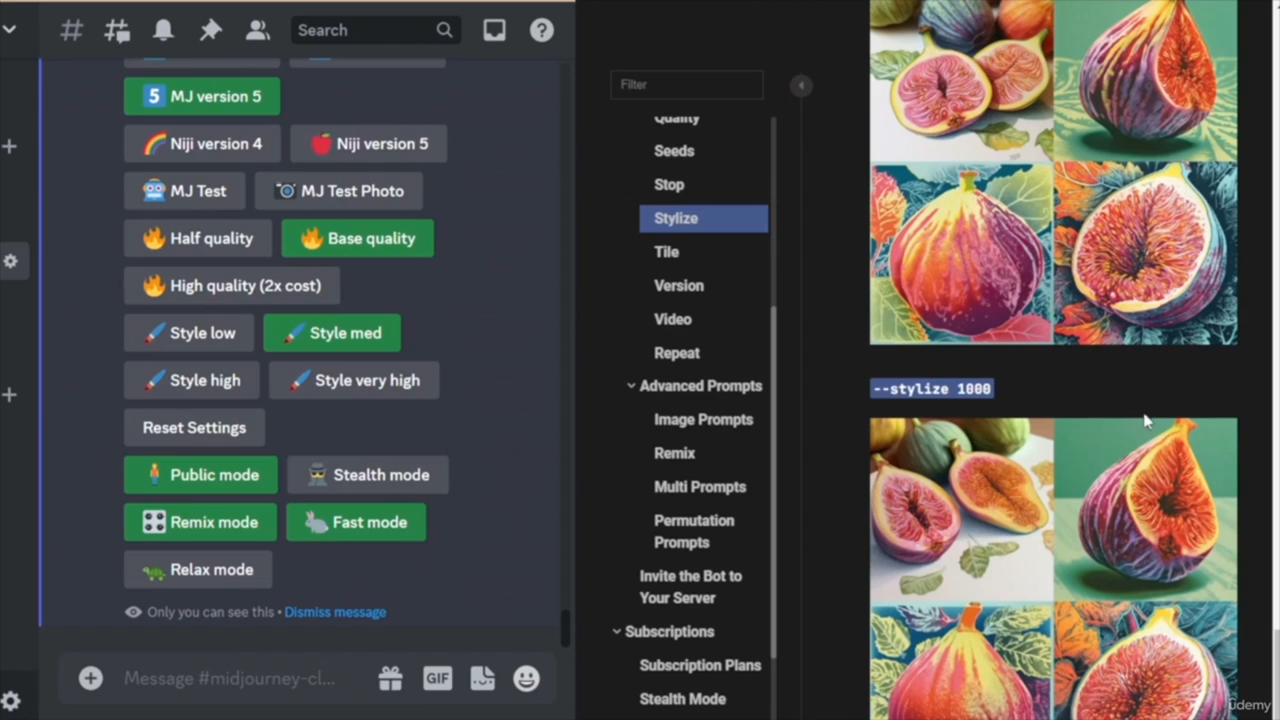 Search
5 MJ version 5
Niji version 4 Niji version 5
MJ Test MJ Test Photo
Half quality Base quality
High quality (2x cost)
Style low Style med
Style high Style very high
Reset Settings
Public mode Stealth mode
Remix mode Fast mode
Relax mode
Only you can see this • Dismiss message
Message #midjourney-cl...
GIF
Filter
Quality
Seeds
Stop
Stylize
Tile
Version
Video
Repeat
Advanced Prompts
Image Prompts
Remix
Multi Prompts
Permutation
Prompts
Invite the Bot to
Your Server
Subscriptions
Subscription Plans
Stealth Mode
--stylize 1000
udemy